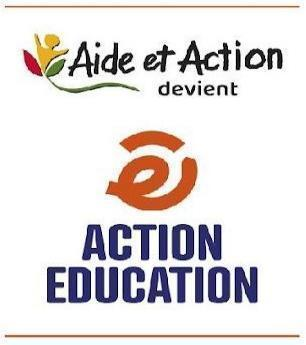 Aide et Action
devient
ACTION
EDUCATION